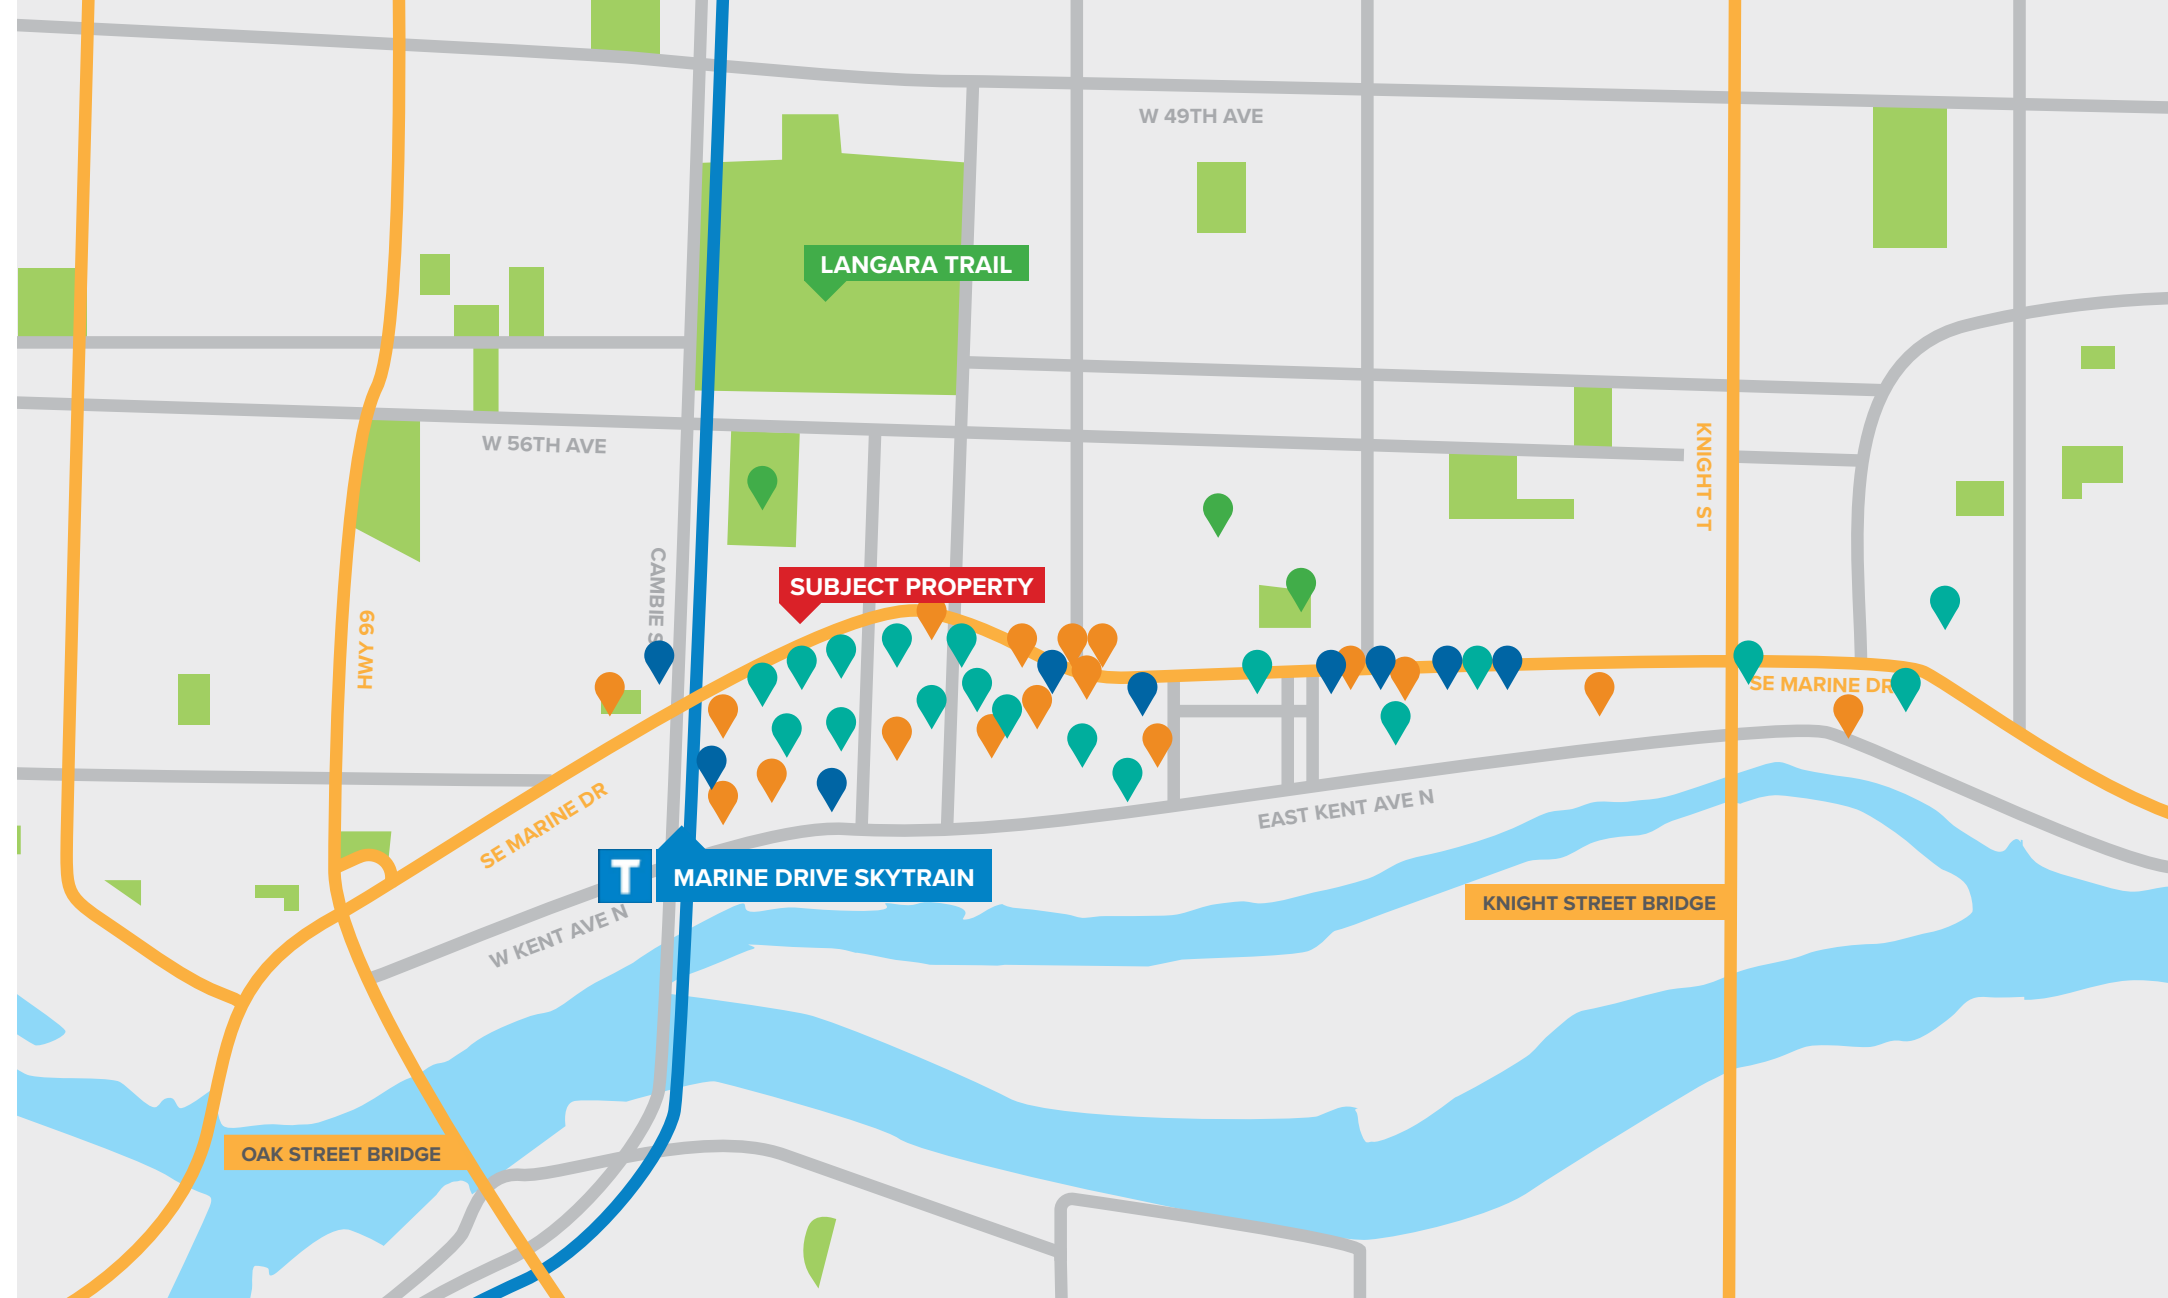 W 49TH AVE
LANGARA TRAIL
W 56TH AVE
KNIGHT ST
CAMBIE S
SUBJECT PROPERTY
HWY 99
SE MARINE DR
SE MARINE DR
EAST KENT AVE N
T
MARINE DRIVE SKYTRAIN
KNIGHT STREET BRIDGE
W KENT AVE N
OAK STREET BRIDGE